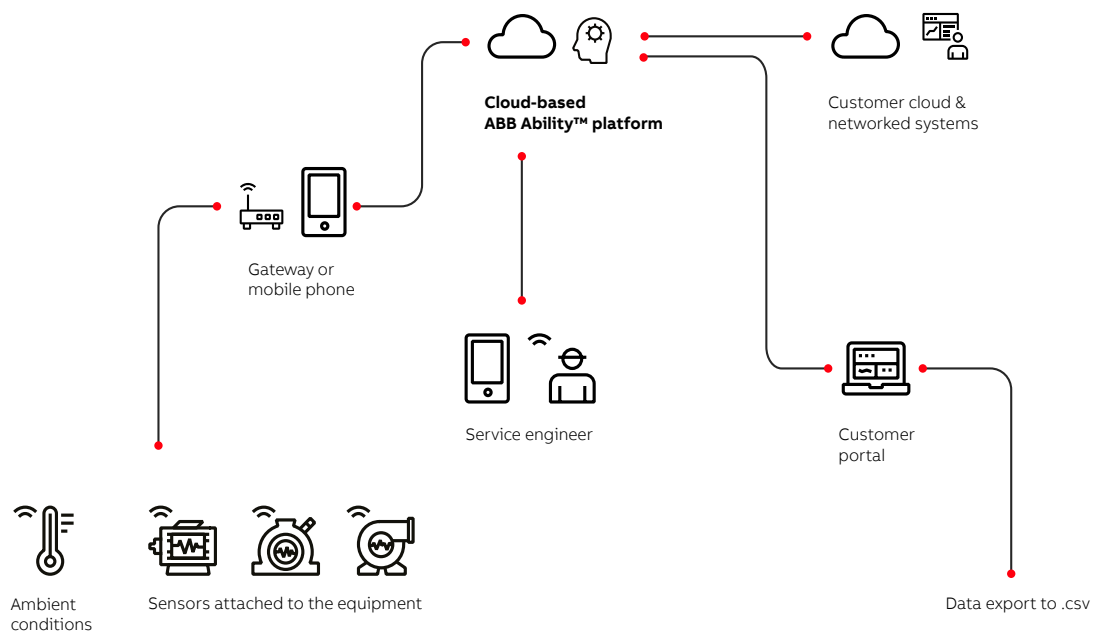 Cloud-based
ABB Ability™ platform
Customer cloud &
networked systems
Gateway or
mobile phone
Service engineer
Customer
portal
Ambient
conditions
Sensors attached to the equipment
Data export to .csv